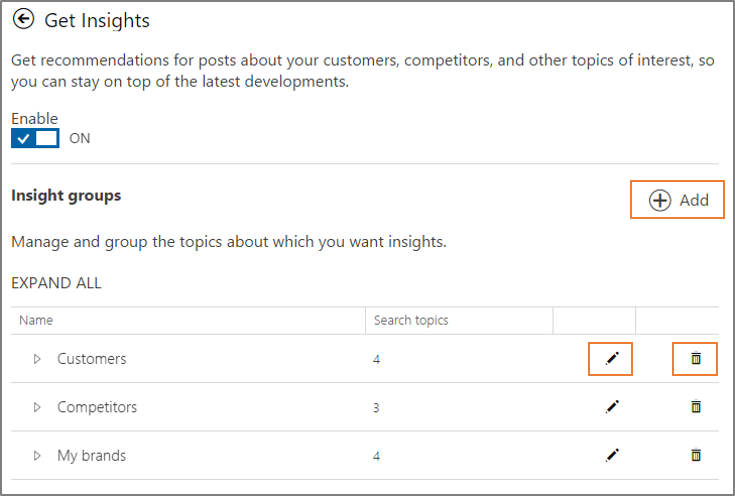 Get Insights
Get recommendations for posts about your customers, competitors, and other topics of interest, so
you can stay on top of the latest developments.
Enable
ON
Insight groups
Add
Manage and group the topics about which you want insights.
EXPAND ALL
Name Search topics
Customers 4
Competitors 3
My brands 4